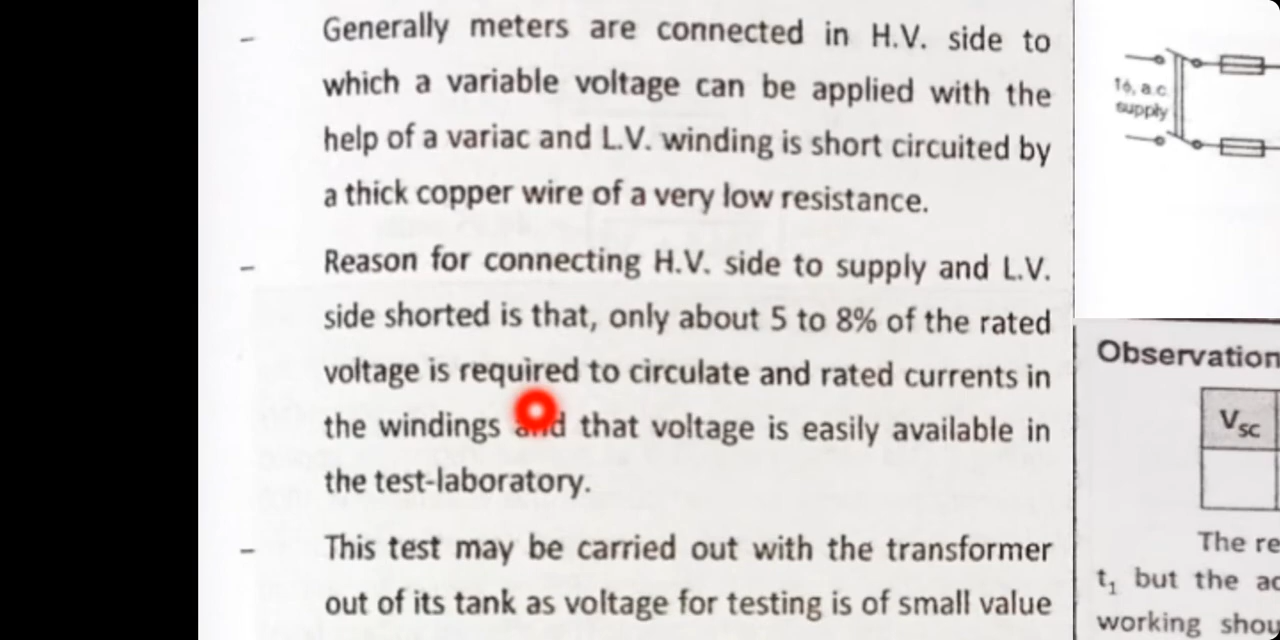 – Generally meters are connected in H.V. side to
which a variable voltage can be applied with the
help of a variac and L.V. winding is short circuited by
a thick copper wire of a very low resistance.
– Reason for connecting H.V. side to supply and L.V.
side shorted is that, only about 5 to 8% of the rated
voltage is required to circulate and rated currents in
the windings and that voltage is easily available in
the test-laboratory.
– This test may be carried out with the transformer
out of its tank as voltage for testing is of small value
1ϕ, a.c.
supply
Observation
Vsc
The re
t₁ but the ac
working shou